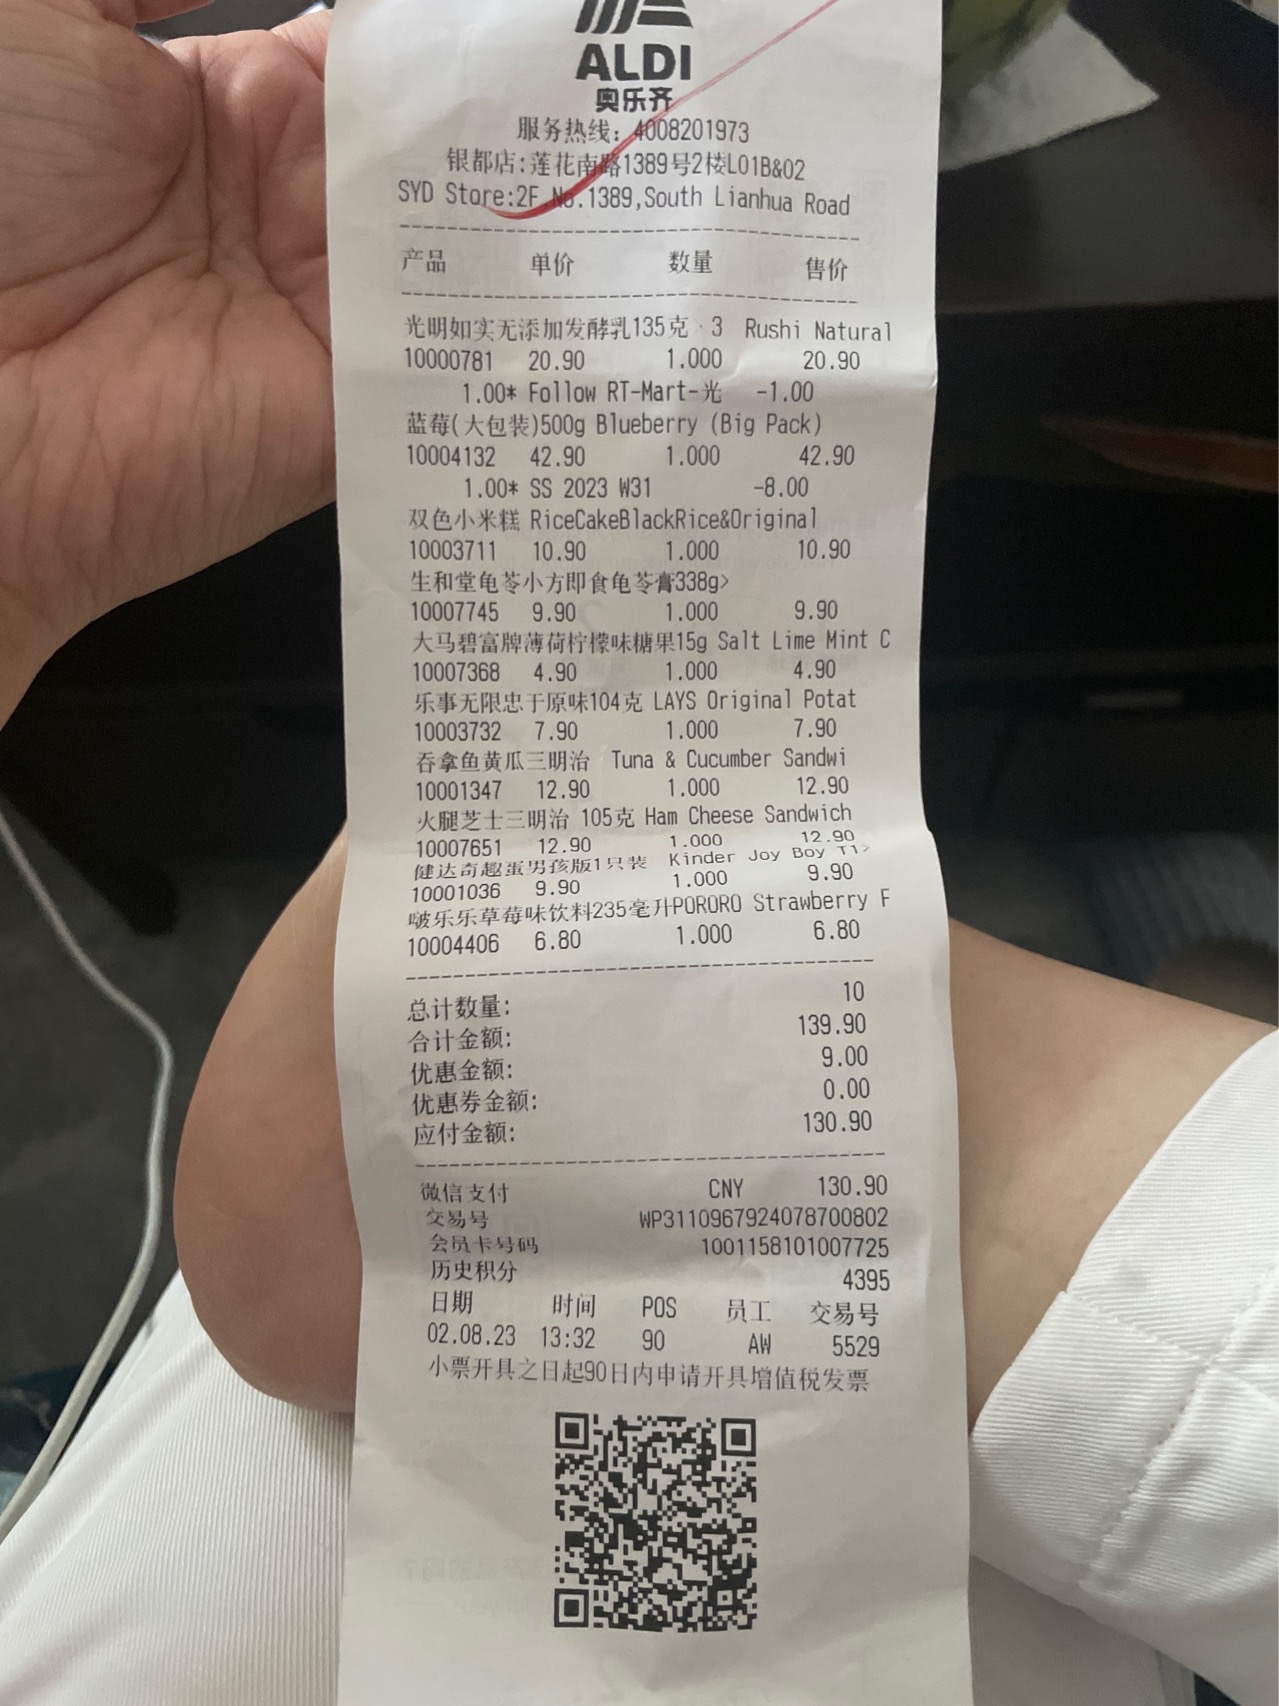 ALDI
奥乐齐
服务热线: 4008201973
银都店:莲花南路1389号2楼L01B&02
SYD Store:2F,No.1389,South Lianhua Road
产品 单价 数量 售价
光明如实无添加发酵乳135克 3 Rushi Natural
10000781 20.90 1.000 20.90
1.00* Follow RT-Mart-光 -1.00
蓝莓(大包装)500g Blueberry (Big Pack)
10004132 42.90 1.000 42.90
1.00* SS 2023 W31 -8.00
双色小米糕 RiceCakeBlackRice&Original
10003711 10.90 1.000 10.90
生和堂龟苓小方即食龟苓膏338g>
10007745 9.90 1.000 9.90
大马碧富牌薄荷柠檬味糖果15g Salt Lime Mint C
10007368 4.90 1.000 4.90
乐事无限忠于原味104克 LAYS Original Potat
10003732 7.90 1.000 7.90
吞拿鱼黄瓜三明治 Tuna & Cucumber Sandwi
10001347 12.90 1.000 12.90
火腿芝士三明治 105克 Ham Cheese Sandwich
10007651 12.90 1.000 12.90
健达奇趣蛋男孩版1只装 Kinder Joy Boy T1>
10001036 9.90 1.000 9.90
啵乐乐草莓味饮料235毫升PORORO Strawberry F
10004406 6.80 1.000 6.80
总计数量: 10
合计金额: 139.90
优惠金额: 9.00
优惠券金额: 0.00
应付金额: 130.90
微信支付 CNY 130.90
交易号 WP3110967924078700802
会员卡号码 1001158101007725
历史积分 4395
日期 时间 POS 员工 交易号
02.08.23 13:32 90 AW 5529
小票开具之日起90日内申请开具增值税发票